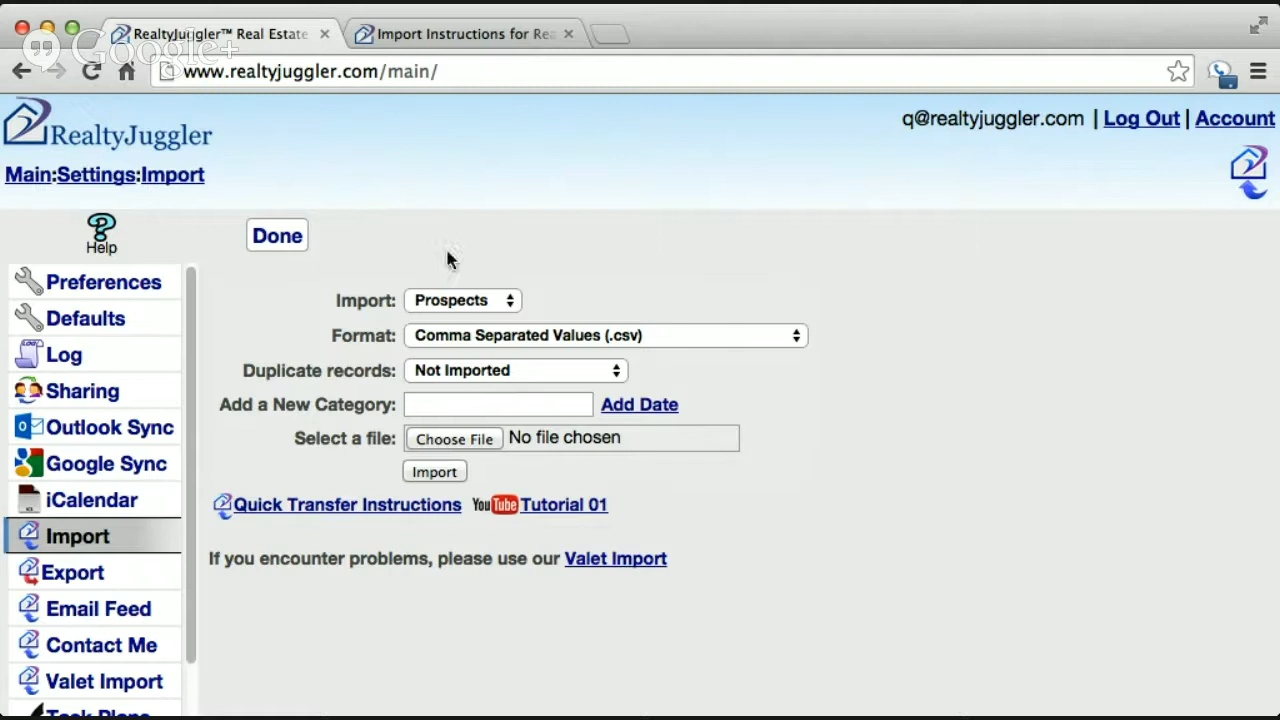 RealtyJuggler™ Real Estate
Import Instructions for Re
Google+
www.realtyjuggler.com/main/
RealtyJuggler
q@realtyjuggler.com | Log Out | Account
Main:Settings:Import
Help
Done
Preferences
Defaults
Log
Sharing
Outlook Sync
Google Sync
iCalendar
Import
Export
Email Feed
Contact Me
Valet Import
Task Plans
Import: Prospects
Format: Comma Separated Values (.csv)
Duplicate records: Not Imported
Add a New Category: Add Date
Select a file: Choose File No file chosen
Import
Quick Transfer Instructions YouTube Tutorial 01
If you encounter problems, please use our Valet Import